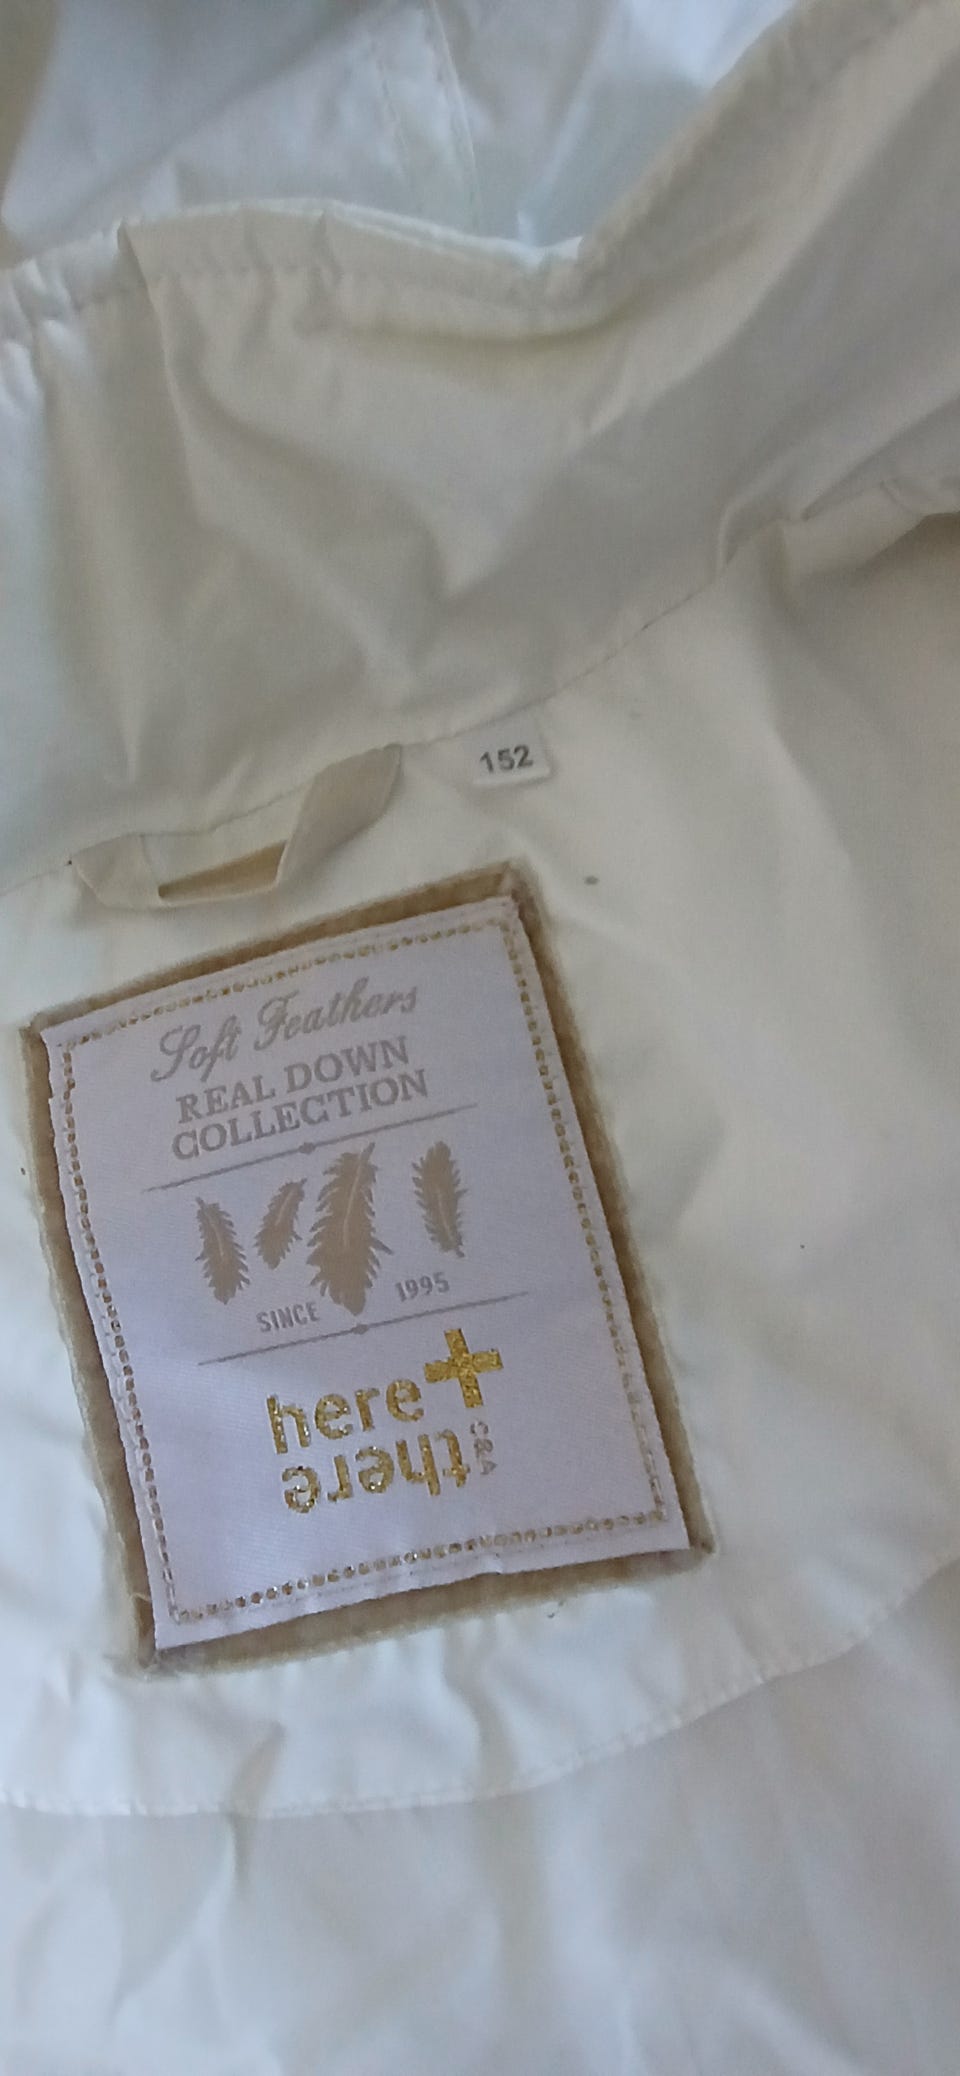 152
Soft Feathers
REAL DOWN
COLLECTION
SINCE 1995
here+
there
C&A